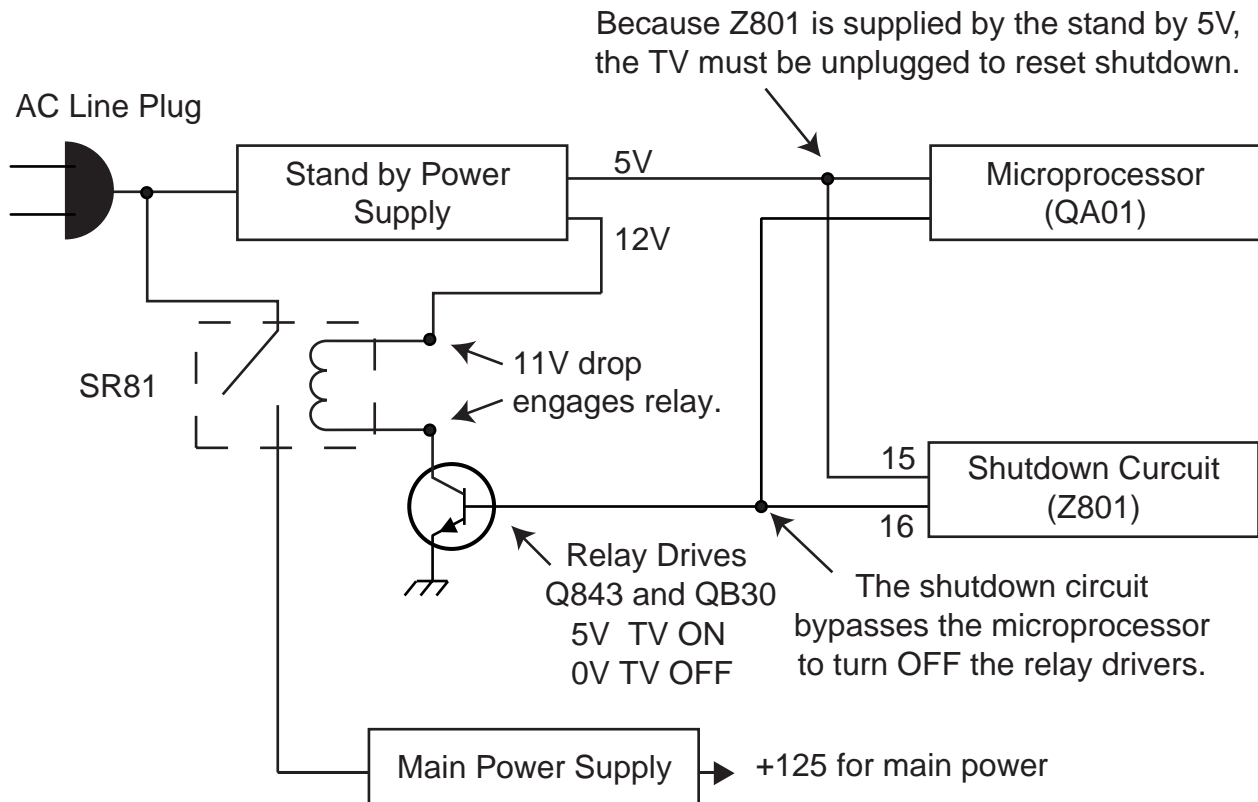 Because Z801 is supplied by the stand by 5V,
the TV must be unplugged to reset shutdown.
AC Line Plug
Stand by Power
Supply
5V
12V
Microprocessor
(QA01)
SR81
11V drop
engages relay.
15
16
Shutdown Curcuit
(Z801)
Relay Drives
Q843 and QB30
5V TV ON
0V TV OFF
The shutdown circuit
bypasses the microprocessor
to turn OFF the relay drivers.
Main Power Supply
+125 for main power